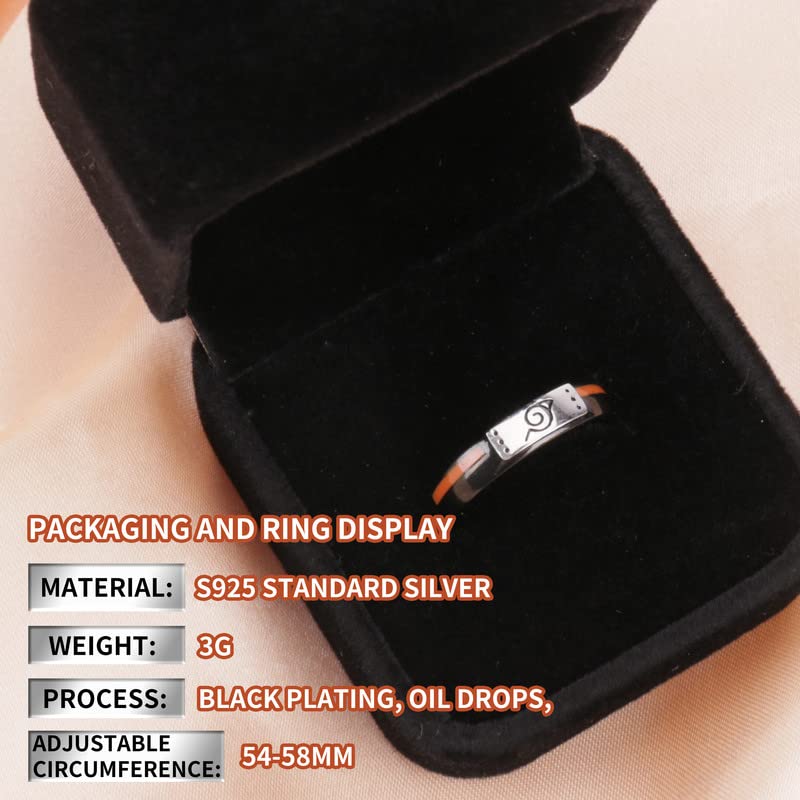 PACKAGING AND RING DISPLAY
MATERIAL: S925 STANDARD SILVER
WEIGHT: 3G
PROCESS: BLACK PLATING, OIL DROPS,
ADJUSTABLE
CIRCUMFERENCE: 54-58MM